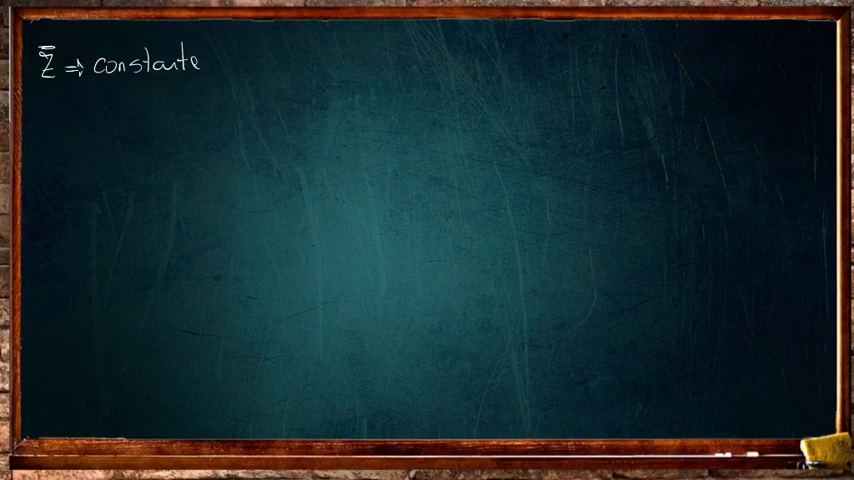 z̄ ⇒ constante